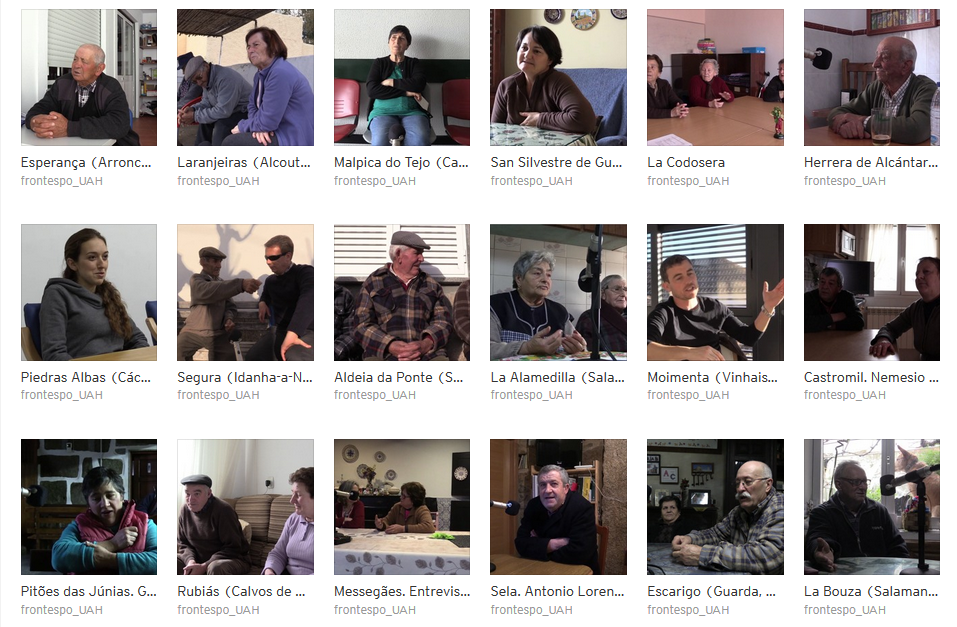 Esperança (Arronc...
frontespo_UAH
Laranjeiras (Alcout...
frontespo_UAH
Malpica do Tejo (Ca...
frontespo_UAH
San Silvestre de Gu...
frontespo_UAH
La Codosera
frontespo_UAH
Herrera de Alcántar...
frontespo_UAH
Piedras Albas (Các...
frontespo_UAH
Segura (Idanha-a-N...
frontespo_UAH
Aldeia da Ponte (S...
frontespo_UAH
La Alamedilla (Sala...
frontespo_UAH
Moimenta (Vinhais...
frontespo_UAH
Castromil. Nemesio ...
frontespo_UAH
Pitões das Júnias. G...
frontespo_UAH
Rubiás (Calvos de ...
frontespo_UAH
Messegães. Entrevis...
frontespo_UAH
Sela. Antonio Loren...
frontespo_UAH
Escarigo (Guarda, ...
frontespo_UAH
La Bouza (Salaman...
frontespo_UAH